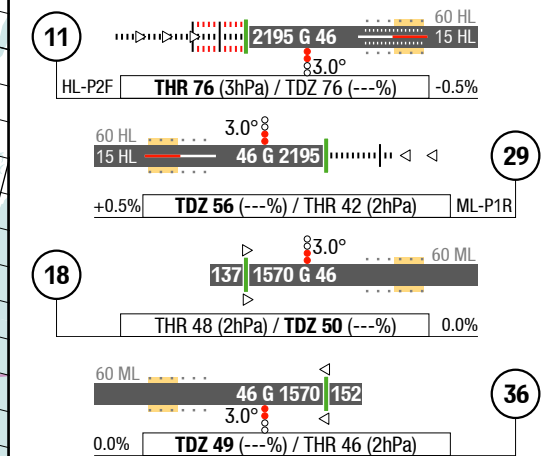 60 HL
11
2195 G 46
15 HL
3.0°
HL-P2F
THR 76 (3hPa) / TDZ 76 (---%)
-0.5%
60 HL
3.0°
15 HL
46 G 2195
29
+0.5%
TDZ 56 (---%) / THR 42 (2hPa)
ML-P1R
3.0°
60 ML
18
137
1570 G 46
THR 48 (2hPa) / TDZ 50 (---%)
0.0%
60 ML
46 G 1570
152
36
3.0°
0.0%
TDZ 49 (---%) / THR 46 (2hPa)